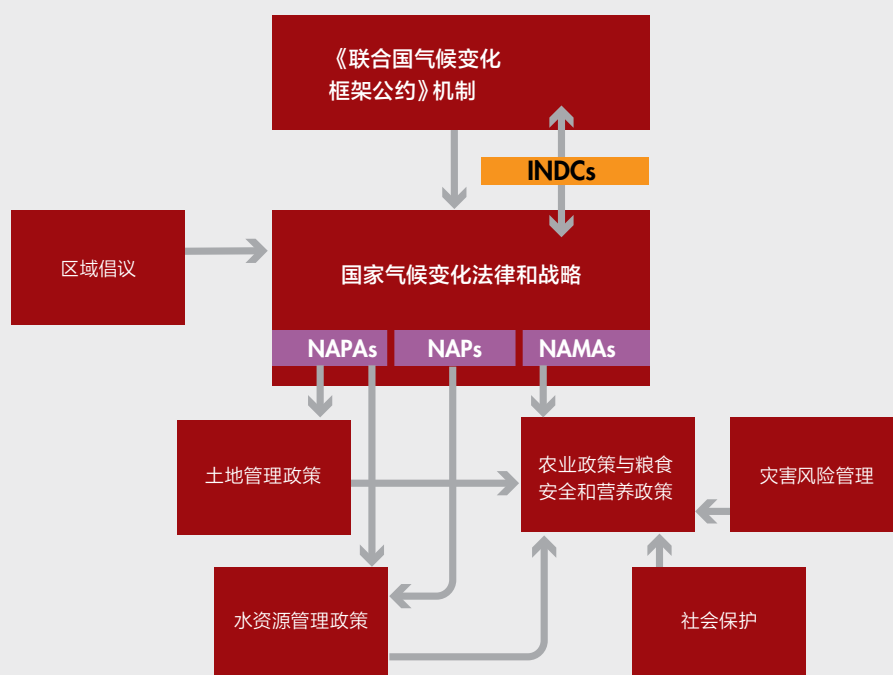 《联合国气候变化
框架公约》机制
INDCs
区域倡议
国家气候变化法律和战略
NAPAs
NAPs
NAMAs
土地管理政策
农业政策与粮食
安全和营养政策
灾害风险管理
水资源管理政策
社会保护